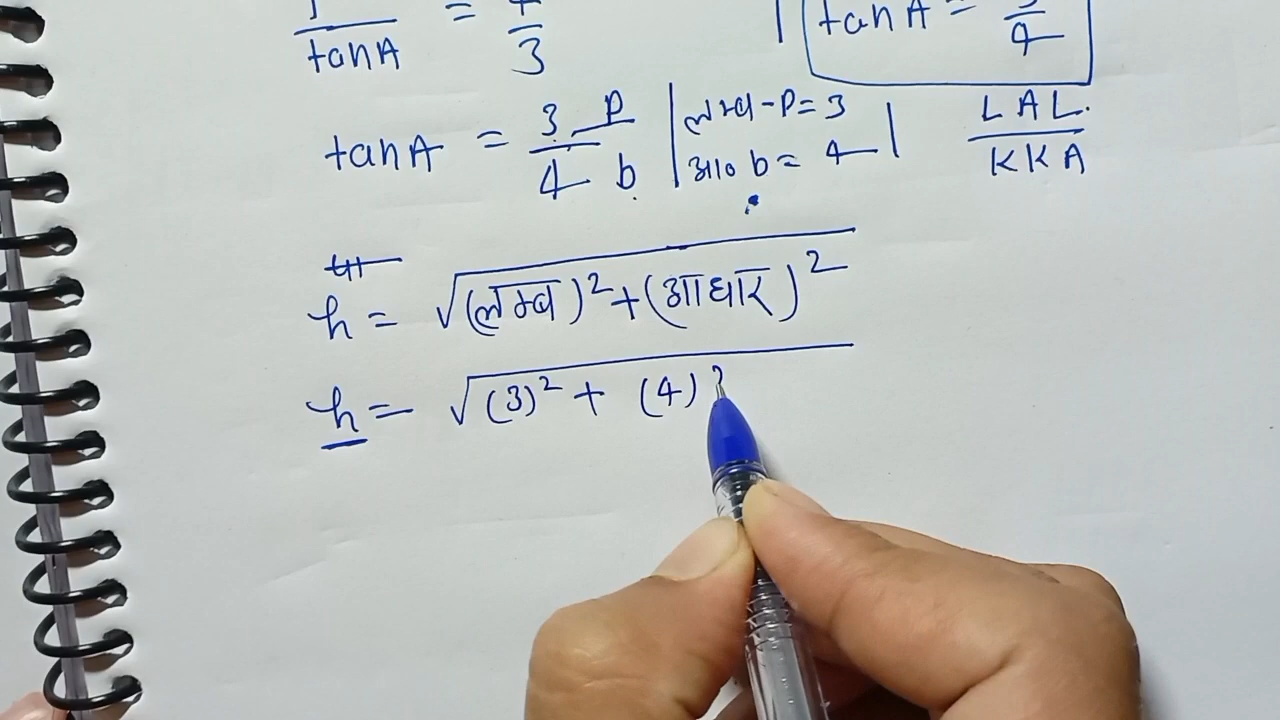 1/tanA = 4/3
tanA = 3/4
tanA = 3/4 P/b | लम्ब - P = 3
आ० b = 4 |
LAL.
KKA
h = √(लम्ब)² + (आधार)²
h = √(3)² + (4)²